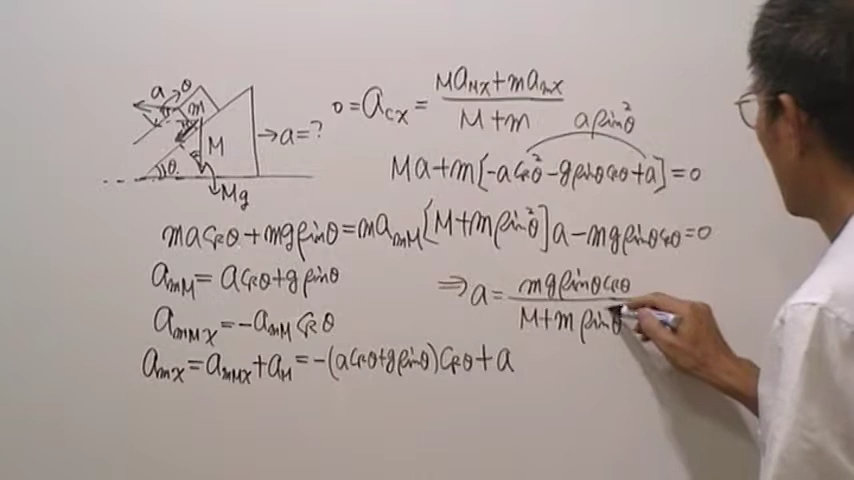 a θ
m
M → a = ?
θ
Mg
0 = a_cx = (Ma_Mx + ma_mx) / (M + m)
a sin²θ
Ma + m[-a cos²θ - g sinθ cosθ + a] = 0
ma cosθ + mg sinθ = ma_mM
[M + m sin²θ] a - mg sinθ cosθ = 0
a_mM = a cosθ + g sinθ
⇒ a = (mg sinθ cosθ) / (M + m sinθ
a_mMx = -a_mM cosθ
a_mx = a_mMx + a_M = -(a cosθ + g sinθ) cosθ + a